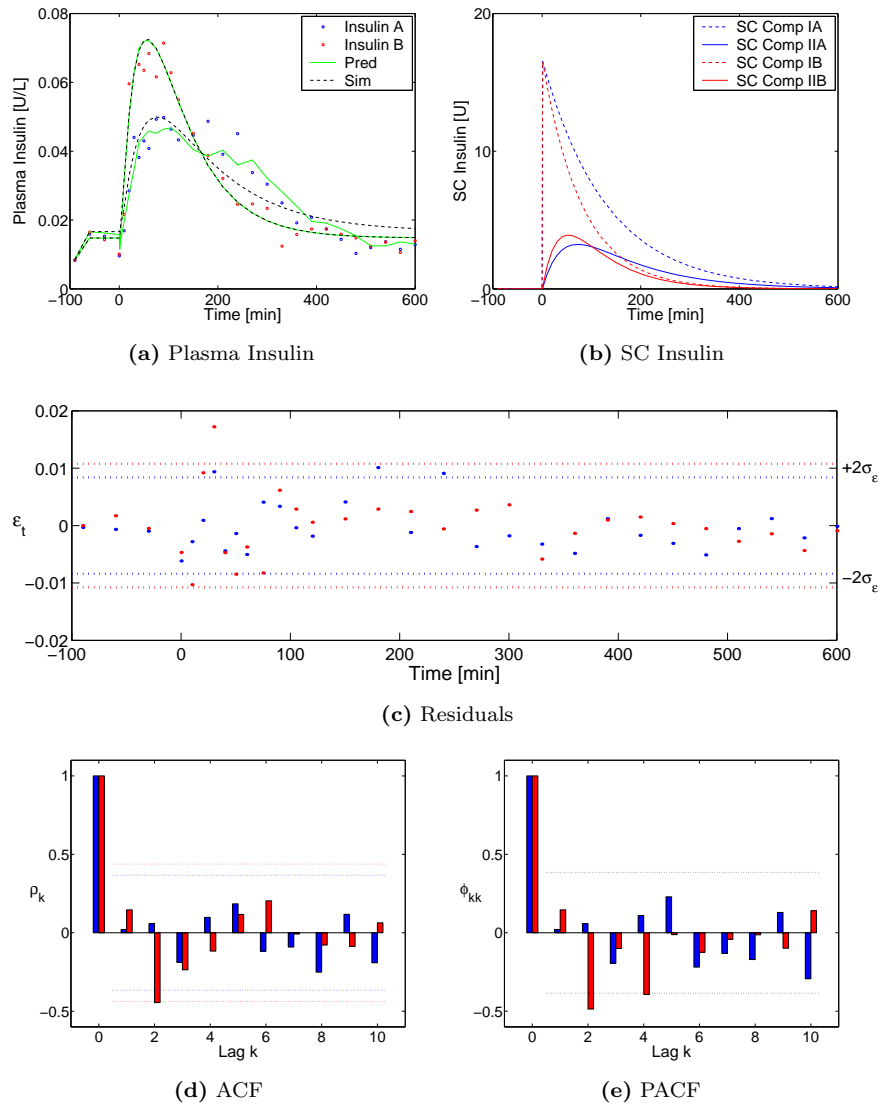 Insulin A
Insulin B
Pred
Sim
Plasma Insulin [U/L]
0.08
0.06
0.04
0.02
0
−100
0
200
400
600
Time [min]
(a) Plasma Insulin
SC Comp IA
SC Comp IIA
SC Comp IB
SC Comp IIB
SC Insulin [U]
20
10
0
−100
0
200
400
600
Time [min]
(b) SC Insulin
0.02
0.01
0
−0.01
−0.02
ε_t
+2σ_ε
−2σ_ε
−100
0
100
200
300
400
500
600
Time [min]
(c) Residuals
1
0.5
0
−0.5
ρ_k
0
2
4
6
8
10
Lag k
(d) ACF
1
0.5
0
−0.5
ϕ_kk
0
2
4
6
8
10
Lag k
(e) PACF